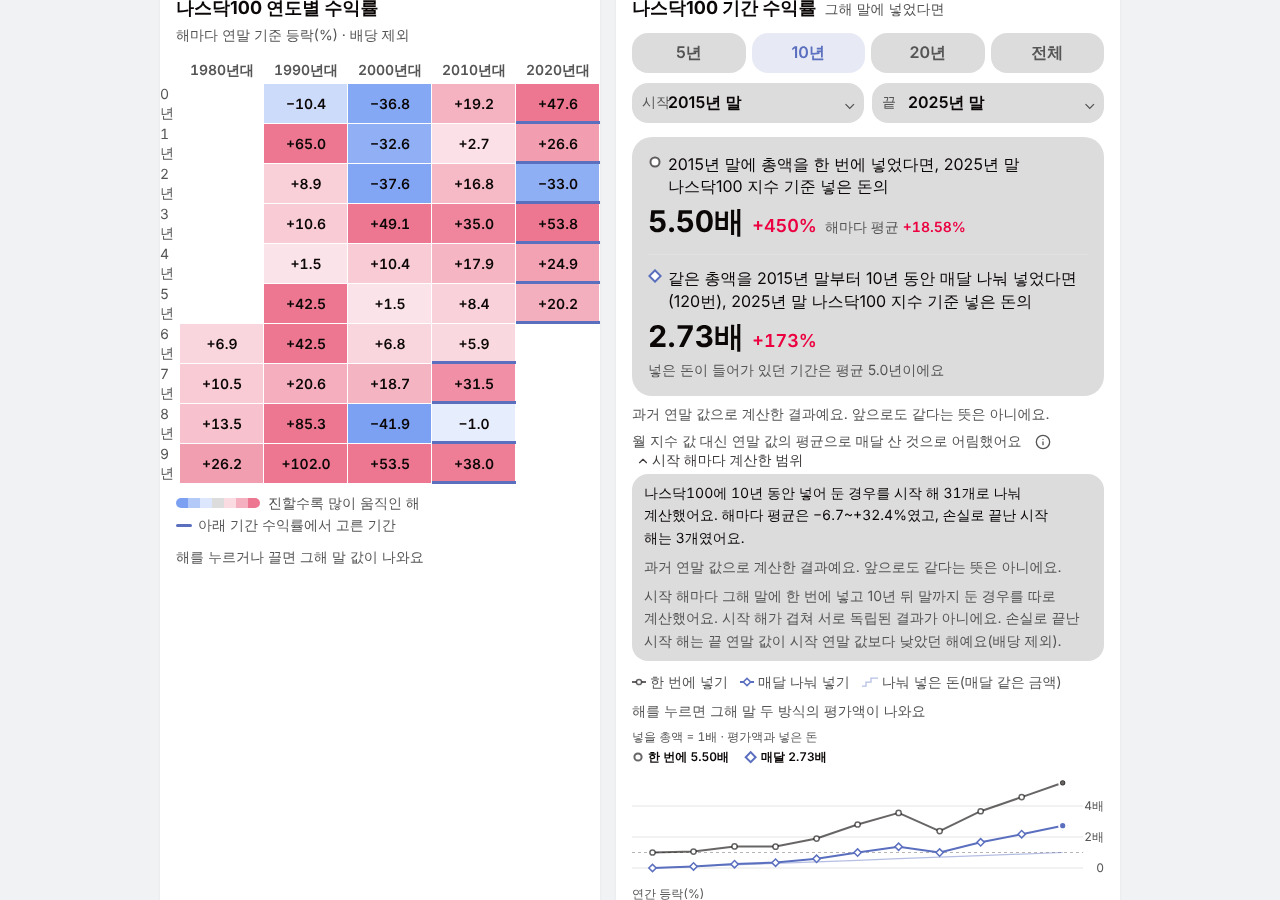 나스닥100 연도별 수익률
해마다 연말 기준 등락(%) · 배당 제외
1980년대 1990년대 2000년대 2010년대 2020년대
0년 −10.4 −36.8 +19.2 +47.6
1년 +65.0 −32.6 +2.7 +26.6
2년 +8.9 −37.6 +16.8 −33.0
3년 +10.6 +49.1 +35.0 +53.8
4년 +1.5 +10.4 +17.9 +24.9
5년 +42.5 +1.5 +8.4 +20.2
6년 +6.9 +42.5 +6.8 +5.9
7년 +10.5 +20.6 +18.7 +31.5
8년 +13.5 +85.3 −41.9 −1.0
9년 +26.2 +102.0 +53.5 +38.0
진할수록 많이 움직인 해
아래 기간 수익률에서 고른 기간
해를 누르거나 끌면 그해 말 값이 나와요
나스닥100 기간 수익률 그해 말에 넣었다면
5년 10년 20년 전체
시작 2015년 말 끝 2025년 말
2015년 말에 총액을 한 번에 넣었다면, 2025년 말
나스닥100 지수 기준 넣은 돈의
5.50배 +450% 해마다 평균 +18.58%
같은 총액을 2015년 말부터 10년 동안 매달 나눠 넣었다면
(120번), 2025년 말 나스닥100 지수 기준 넣은 돈의
2.73배 +173%
넣은 돈이 들어가 있던 기간은 평균 5.0년이에요
과거 연말 값으로 계산한 결과예요. 앞으로도 같다는 뜻은 아니에요.
월 지수 값 대신 연말 값의 평균으로 매달 산 것으로 어림했어요
시작 해마다 계산한 범위
나스닥100에 10년 동안 넣어 둔 경우를 시작 해 31개로 나눠
계산했어요. 해마다 평균은 −6.7~+32.4%였고, 손실로 끝난 시작
해는 3개였어요.
과거 연말 값으로 계산한 결과예요. 앞으로도 같다는 뜻은 아니에요.
시작 해마다 그해 말에 한 번에 넣고 10년 뒤 말까지 둔 경우를 따로
계산했어요. 시작 해가 겹쳐 서로 독립된 결과가 아니에요. 손실로 끝난
시작 해는 끝 연말 값이 시작 연말 값보다 낮았던 해예요(배당 제외).
한 번에 넣기 매달 나눠 넣기 나눠 넣은 돈(매달 같은 금액)
해를 누르면 그해 말 두 방식의 평가액이 나와요
넣을 총액 = 1배 · 평가액과 넣은 돈
한 번에 5.50배 매달 2.73배
4배
2배
0
연간 등락(%)